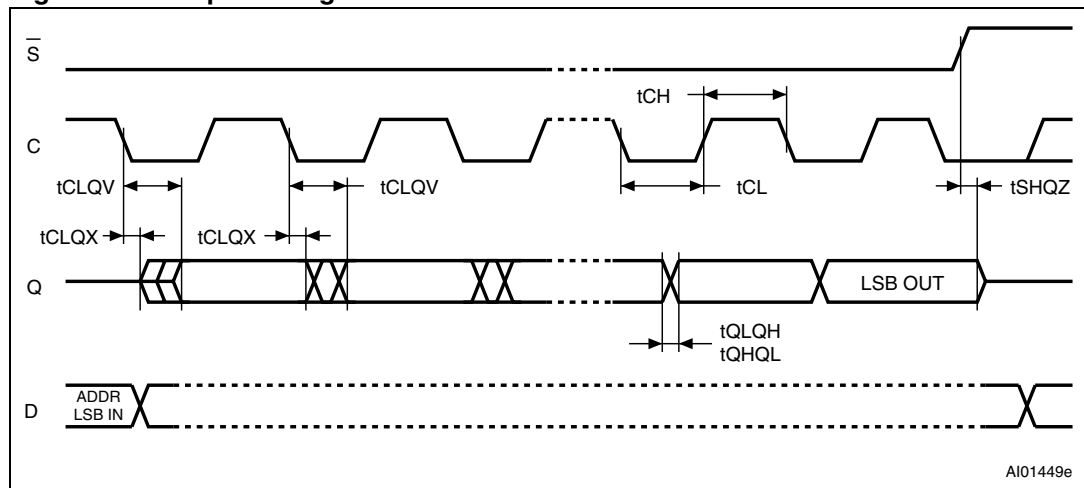 S
tCH
C
tCLQV
tCLQV
tCL
tSHQZ
tCLQX
tCLQX
Q
LSB OUT
tQLQH
tQHQL
ADDR
LSB IN
D
AI01449e